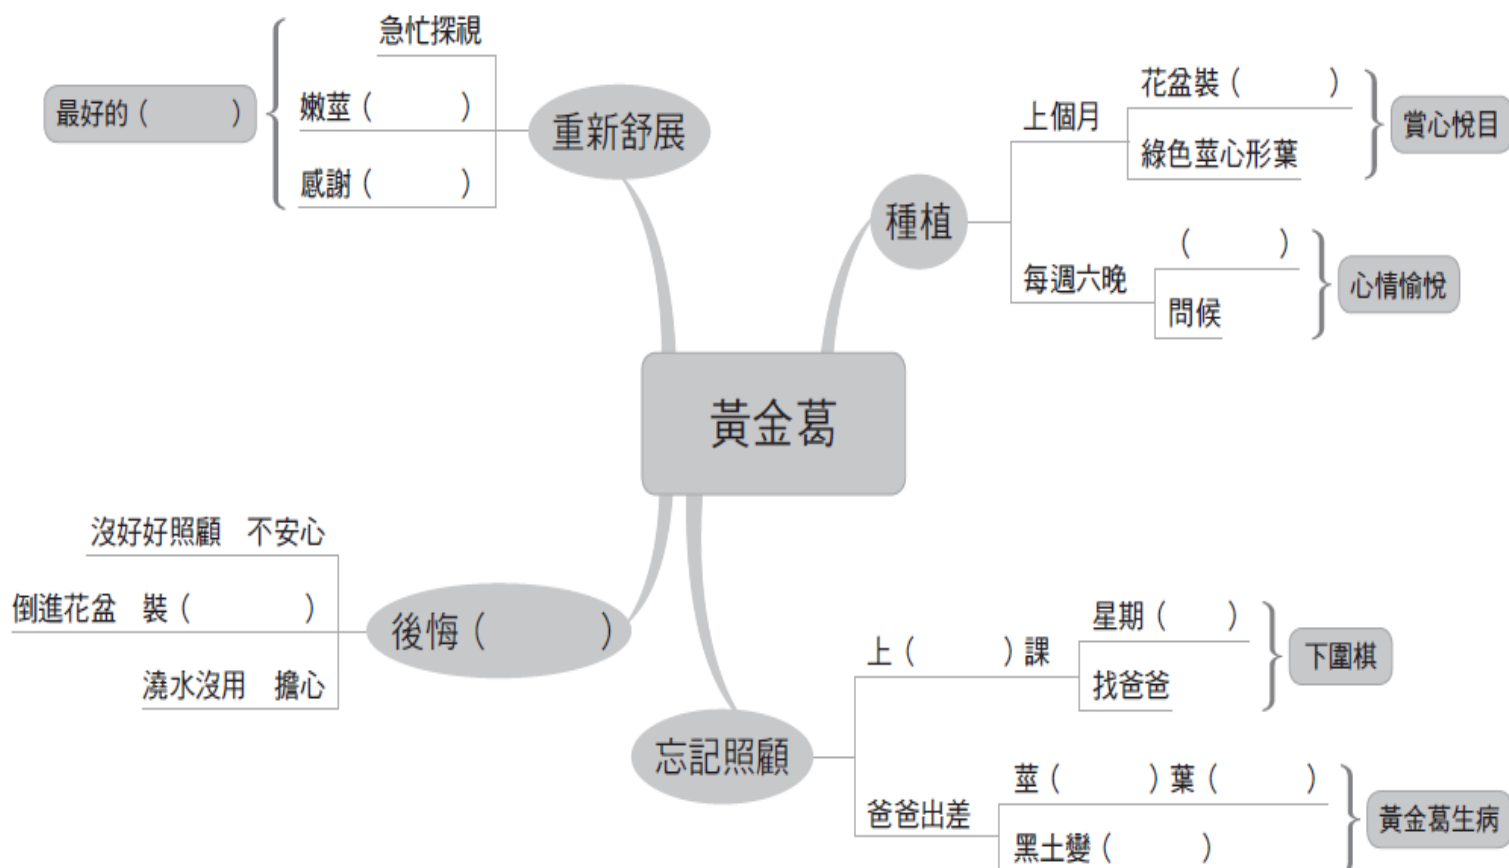 黃金葛
種植
上個月
花盆裝（　　　）
綠色莖心形葉
賞心悅目
每週六晚
（　　　）
問候
心情愉悅
忘記照顧
上（　　　）課
星期（　　）
找爸爸
下圍棋
爸爸出差
莖（　　　）葉（　　　）
黑土變（　　　）
黃金葛生病
後悔（　　　　）
沒好好照顧　不安心
倒進花盆　裝（　　　　）
澆水沒用　擔心
重新舒展
急忙探視
嫩莖（　　　）
感謝（　　　）
最好的（　　　）